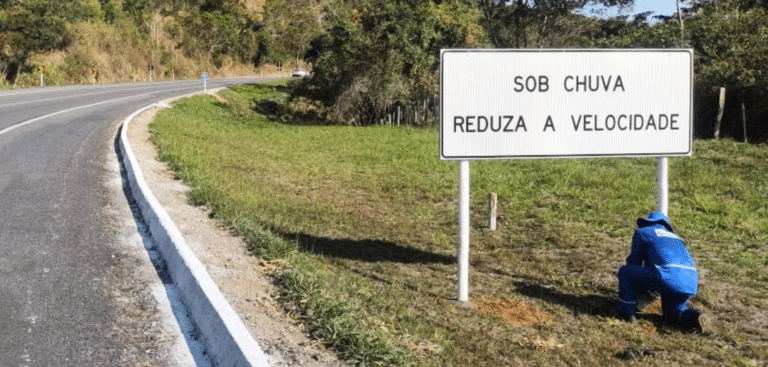 SOB CHUVA
REDUZA A VELOCIDADE